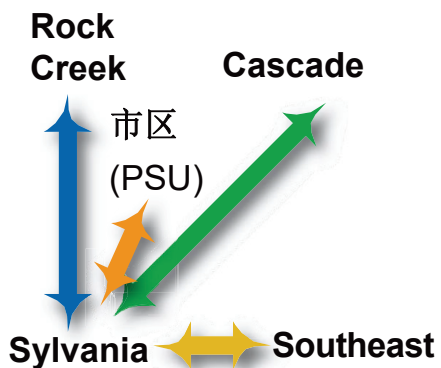 Rock
Creek
Cascade
市区
(PSU)
Sylvania
Southeast